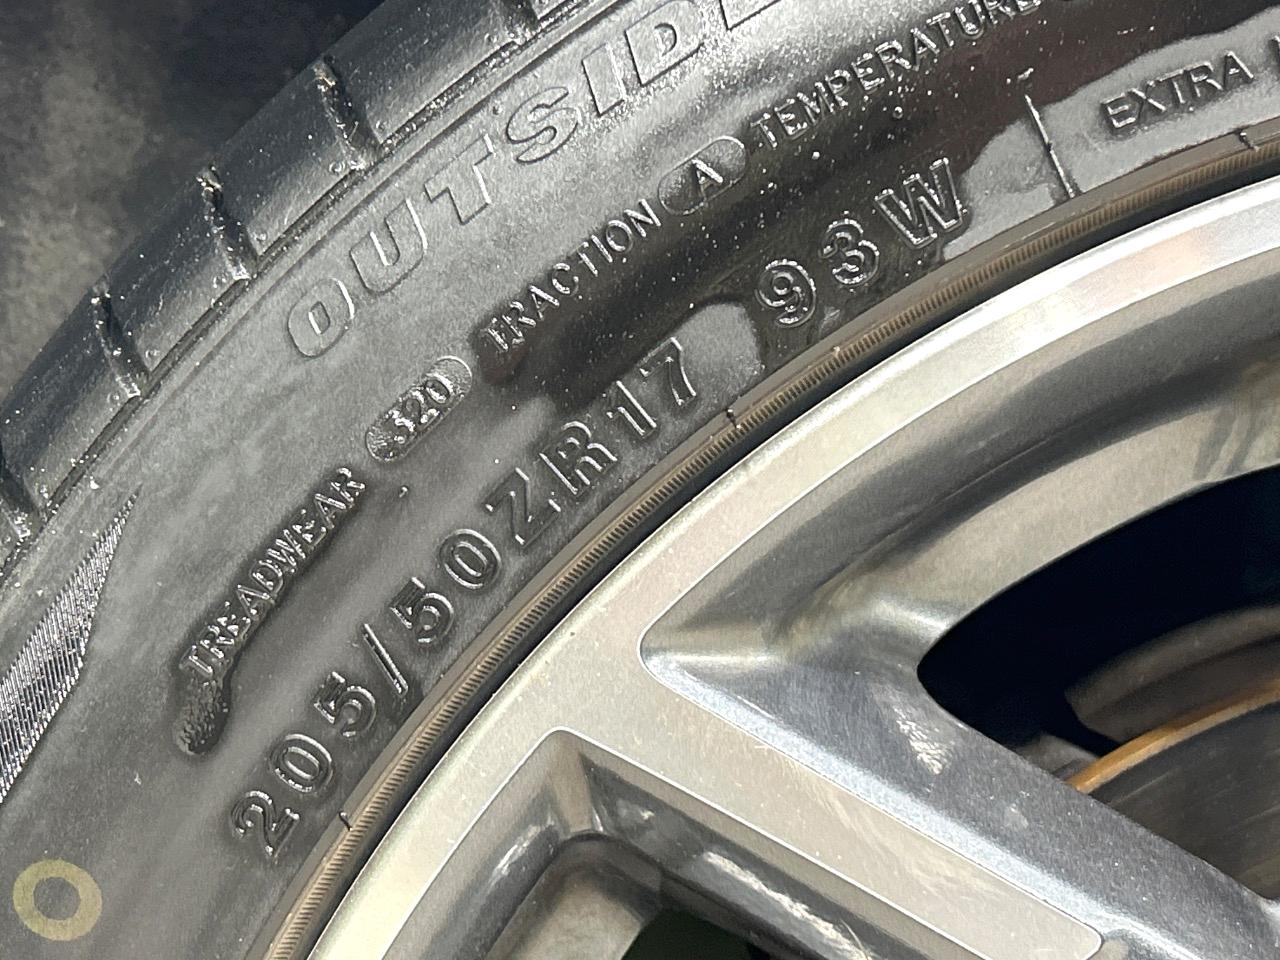 OUTSIDE
TREADWEAR 320 TRACTION A TEMPERATURE
205/50ZR17 93W
EXTRA